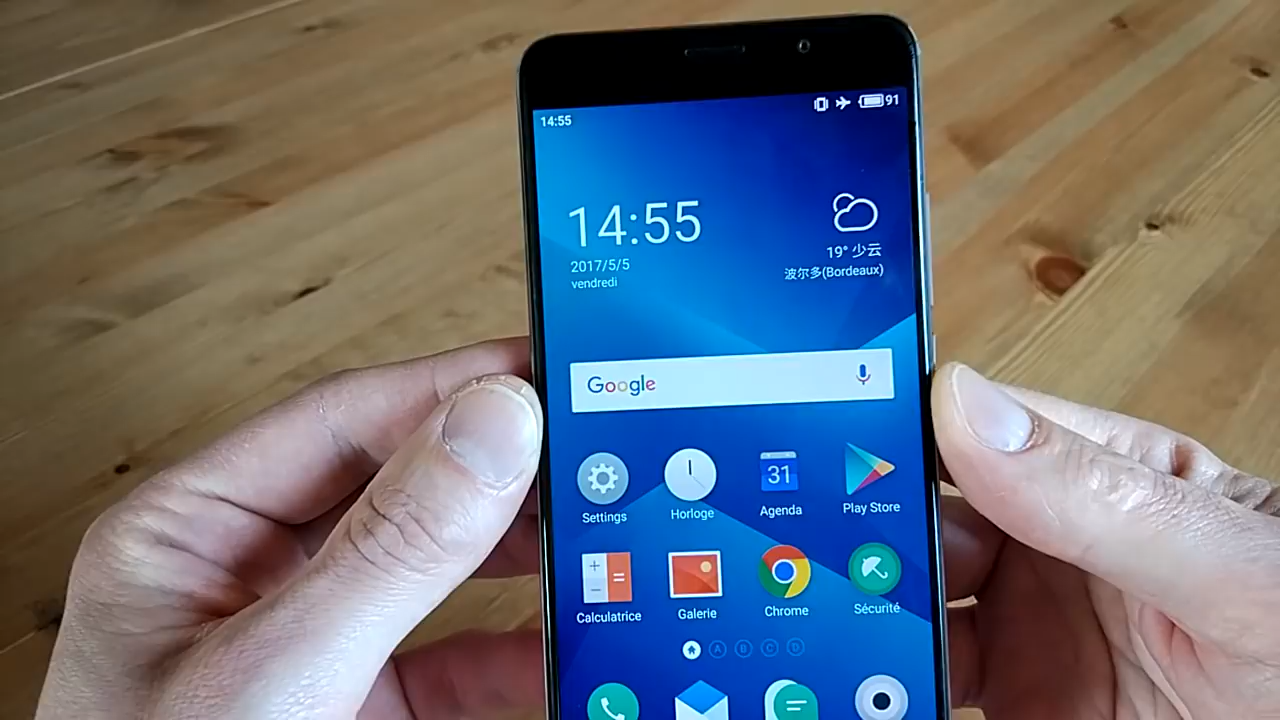 14:55
91
14:55
2017/5/5
vendredi
19° 少云
波尔多(Bordeaux)
Google
Settings
Horloge
31
Agenda
Play Store
Calculatrice
Galerie
Chrome
Sécurité
A B C D